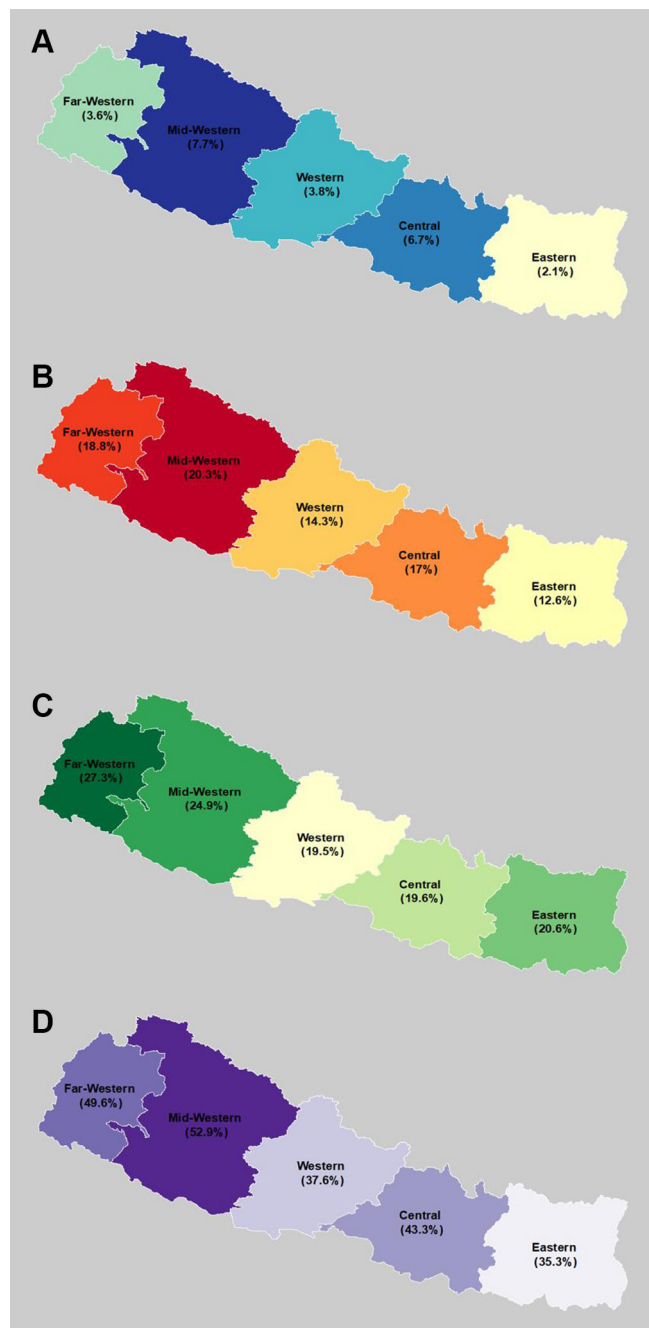 A
Far-Western
(3.6%)
Mid-Western
(7.7%)
Western
(3.8%)
Central
(6.7%)
Eastern
(2.1%)
B
Far-Western
(18.8%)
Mid-Western
(20.3%)
Western
(14.3%)
Central
(17%)
Eastern
(12.6%)
C
Far-Western
(27.3%)
Mid-Western
(24.9%)
Western
(19.5%)
Central
(19.6%)
Eastern
(20.6%)
D
Far-Western
(49.6%)
Mid-Western
(52.9%)
Western
(37.6%)
Central
(43.3%)
Eastern
(35.3%)